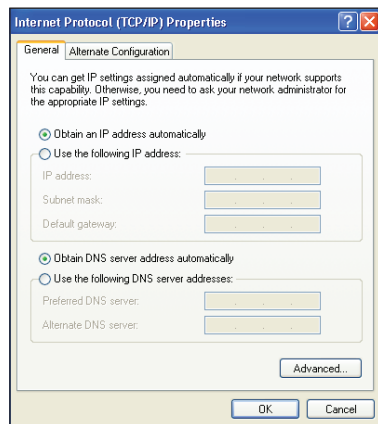 Internet Protocol (TCP/IP) Properties
General
Alternate Configuration
You can get IP settings assigned automatically if your network supports
this capability. Otherwise, you need to ask your network administrator for
the appropriate IP settings.
Obtain an IP address automatically
Use the following IP address:
IP address:
Subnet mask:
Default gateway:
Obtain DNS server address automatically
Use the following DNS server addresses:
Preferred DNS server:
Alternate DNS server:
Advanced...
OK
Cancel